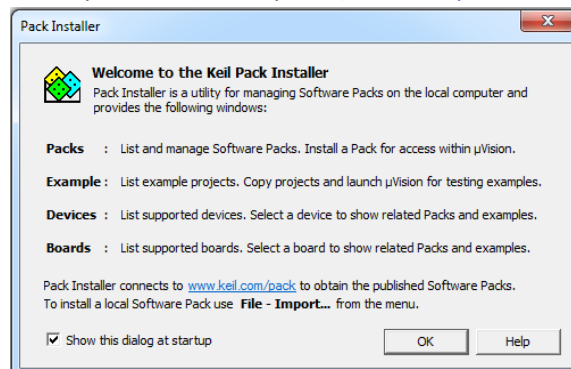 Pack Installer
Welcome to the Keil Pack Installer
Pack Installer is a utility for managing Software Packs on the local computer and
provides the following windows:
Packs : List and manage Software Packs. Install a Pack for access within µVision.
Example : List example projects. Copy projects and launch µVision for testing examples.
Devices : List supported devices. Select a device to show related Packs and examples.
Boards : List supported boards. Select a board to show related Packs and examples.
Pack Installer connects to www.keil.com/pack to obtain the published Software Packs.
To install a local Software Pack use File - Import... from the menu.
Show this dialog at startup
OK
Help